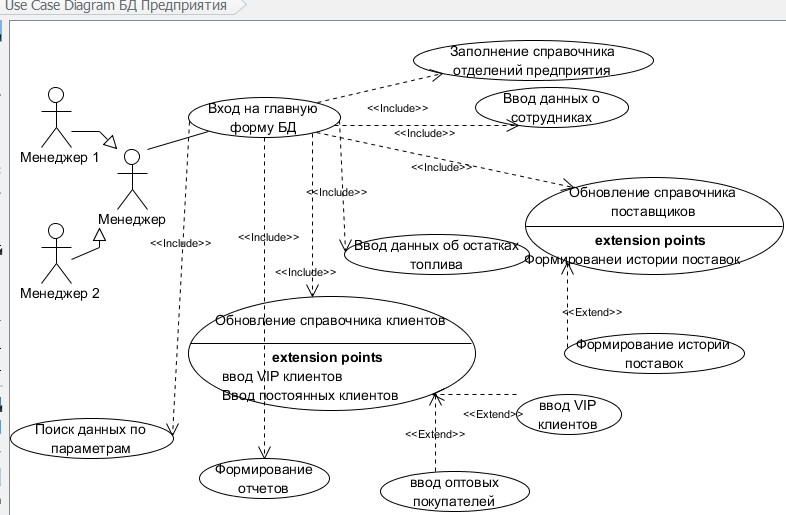 Use Case Diagram БД Предприятия
Заполнение справочника
отделений предприятия
Вход на главную
форму БД
<<Include>>
Ввод данных о
сотрудниках
<<Include>>
Менеджер 1
<<Include>>
Менеджер
<<Include>>
Обновление справочника
поставщиков
extension points
Формированеи истории поставок
<<Include>>
<<Include>>
Ввод данных об остатках
топлива
<<Include>>
Менеджер 2
Обновление справочника клиентов
extension points
ввод VIP клиентов
Ввод постоянных клиентов
<<Extend>>
Формирование истории
поставок
ввод VIP
клиентов
<<Extend>>
<<Extend>>
Поиск данных по
параметрам
Формирование
отчетов
ввод оптовых
покупателей